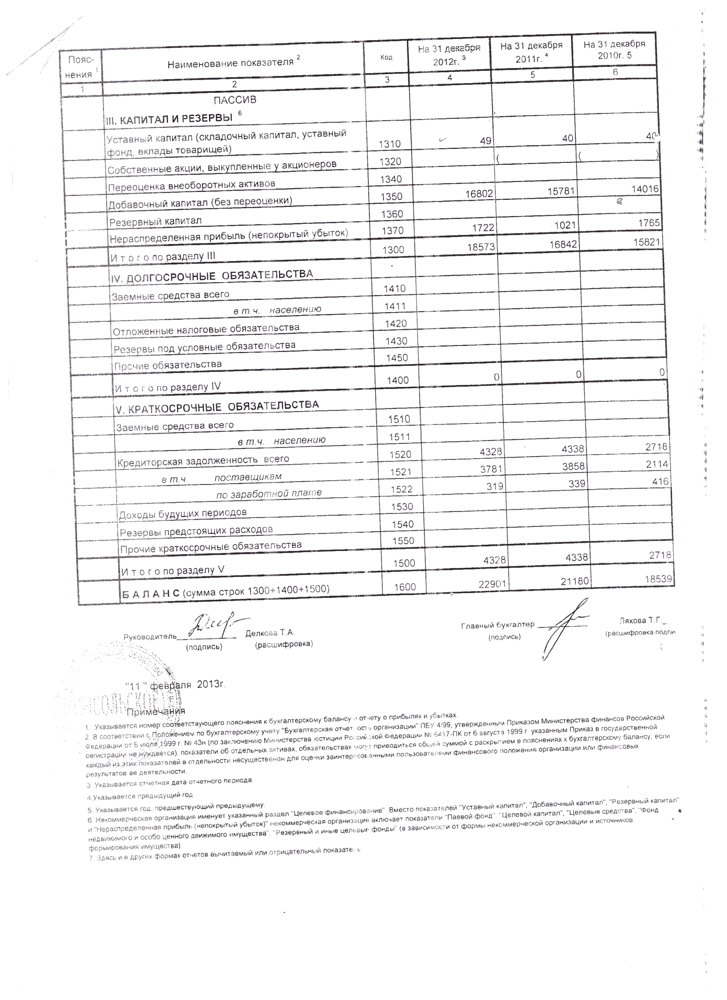 Пояс-
нения 1
Наименование показателя 2
Код
На 31 декабря
2012г. 3
На 31 декабря
2011г. 4
На 31 декабря
2010г. 5
1 2 3 4 5 6
ПАССИВ
III. КАПИТАЛ И РЕЗЕРВЫ 6
Уставный капитал (складочный капитал, уставный
фонд, вклады товарищей) 1310 49 40 40
Собственные акции, выкупленные у акционеров 1320 ( ( )
Переоценка внеоборотных активов 1340
Добавочный капитал (без переоценки) 1350 16802 15781 14016
Резервный капитал 1360
Нераспределенная прибыль (непокрытый убыток) 1370 1722 1021 1765
И т о г о по разделу III 1300 18573 16842 15821
IV. ДОЛГОСРОЧНЫЕ ОБЯЗАТЕЛЬСТВА
Заемные средства всего 1410
в т.ч. населению 1411
Отложенные налоговые обязательства 1420
Резервы под условные обязательства 1430
Прочие обязательства 1450
И т о г о по разделу IV 1400 0 0 0
V. КРАТКОСРОЧНЫЕ ОБЯЗАТЕЛЬСТВА
Заемные средства всего 1510
в т.ч. населению 1511
Кредиторская задолженность всего 1520 4328 4338 2718
в т.ч. поставщикам 1521 3781 3858 2114
по заработной плате 1522 319 339 416
Доходы будущих периодов 1530
Резервы предстоящих расходов 1540
Прочие краткосрочные обязательства 1550
И т о г о по разделу V 1500 4328 4338 2718
Б А Л А Н С (сумма строк 1300+1400+1500) 1600 22901 21180 18539
Руководитель Делкова Т.А. Главный бухгалтер Ляхова Т.Г._
(подпись) (расшифровка) (подпись) (расшифровка подпи
"11 " февраля 2013г.
Примечания
1. Указывается номер соответствующего пояснения к бухгалтерскому балансу и отчету о прибылях и убытках.
2. В соответствии с Положением по бухгалтерскому учету "Бухгалтерская отчетность организации" ПБУ 4/99, утвержденным Приказом Министерства финансов Российской
Федерации от 6 июля 1999 г. № 43н (по заключению Министерства юстиции Российской Федерации № 6417-ПК от 6 августа 1999 г. указанным Приказ в государственной
регистрации не нуждается), показатели об отдельных активах, обязательствах могут приводиться общей суммой с раскрытием в пояснениях к бухгалтерскому балансу, если
каждый из этих показателей в отдельности несущественен для оценки заинтересованными пользователями финансового положения организации или финансовых
результатов ее деятельности.
3. Указывается отчетная дата отчетного периода.
4.Указывается предыдущий год
5. Указывается год, предшествующий предыдущему.
6. Некоммерческая организация именует указанный раздел "Целевое финансирование" Вместо показателей "Уставный капитал", "Добавочный капитал", "Резервный капитал"
и "Нераспределенная прибыль (непокрытый убыток)" некоммерческая организация включает показатели "Паевой фонд". "Целевой капитал", "Целевые средства", "Фонд
недвижимого и особо ценного движимого имущества", "Резервный и иные целевые фонды" (в зависимости от формы некоммерческой организации и источников
формирования имущества)
7 Здесь и в других формах отчетов вычитаемый или отрицательный показатель